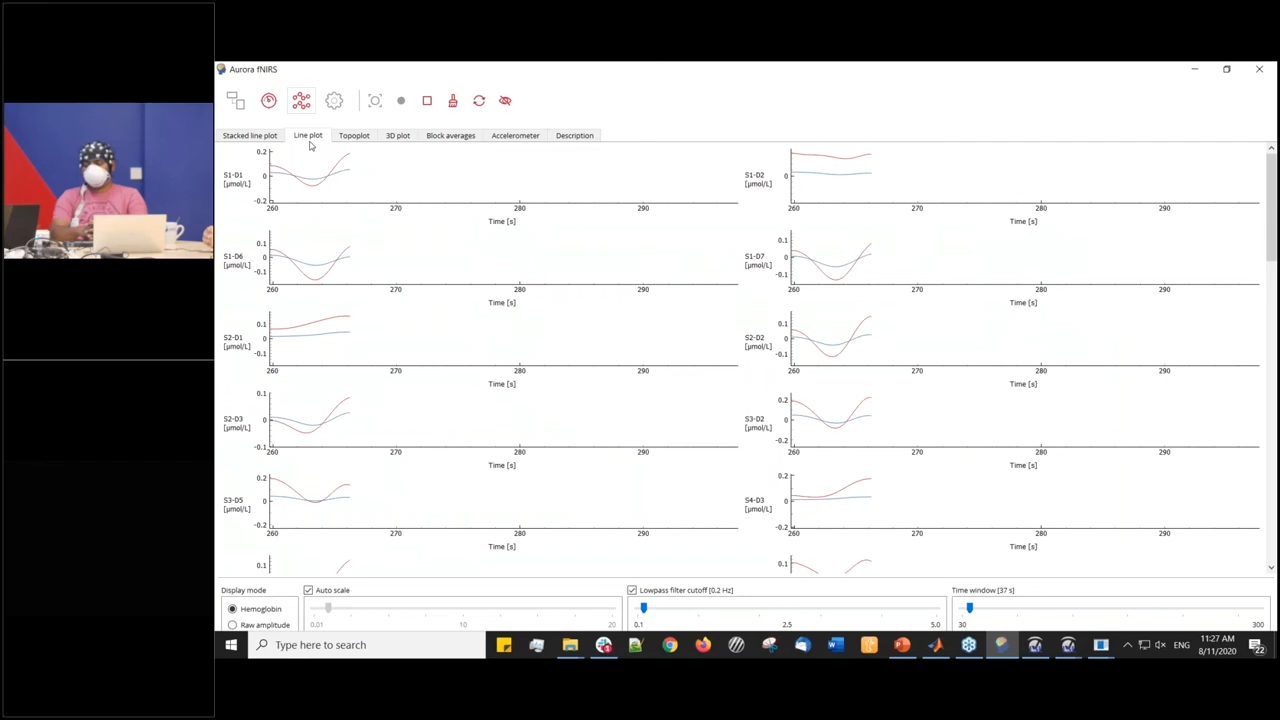 Aurora fNIRS
Stacked line plot Line plot Topoplot 3D plot Block averages Accelerometer Description
0.2
S1-D1
[µmol/L]
0
-0.2
260 270 280 290
Time [s]
S1-D2
[µmol/L]
0
260 270 280 290
Time [s]
0.1
S1-D6
[µmol/L]
-0.1
260 270 280 290
Time [s]
0.1
S1-D7
[µmol/L]
-0.1
260 270 280 290
Time [s]
0.1
S2-D1
[µmol/L]
-0.1
260 270 280 290
Time [s]
0.1
S2-D2
[µmol/L]
-0.1
260 270 280 290
Time [s]
0.1
S2-D3
[µmol/L]
0
-0.1
260 270 280 290
Time [s]
0.2
S3-D2
[µmol/L]
0
-0.2
260 270 280 290
Time [s]
0.2
S3-D5
[µmol/L]
0
-0.2
260 270 280 290
Time [s]
0.2
S4-D3
[µmol/L]
0
-0.2
260 270 280 290
Time [s]
0.1
0.1
Display mode
Hemoglobin
Raw amplitude
Auto scale
0.01 10 20
Lowpass filter cutoff [0.2 Hz]
0.1 2.5 5.0
Time window [37 s]
30 300
Type here to search
ENG
11:27 AM
8/11/2020
22